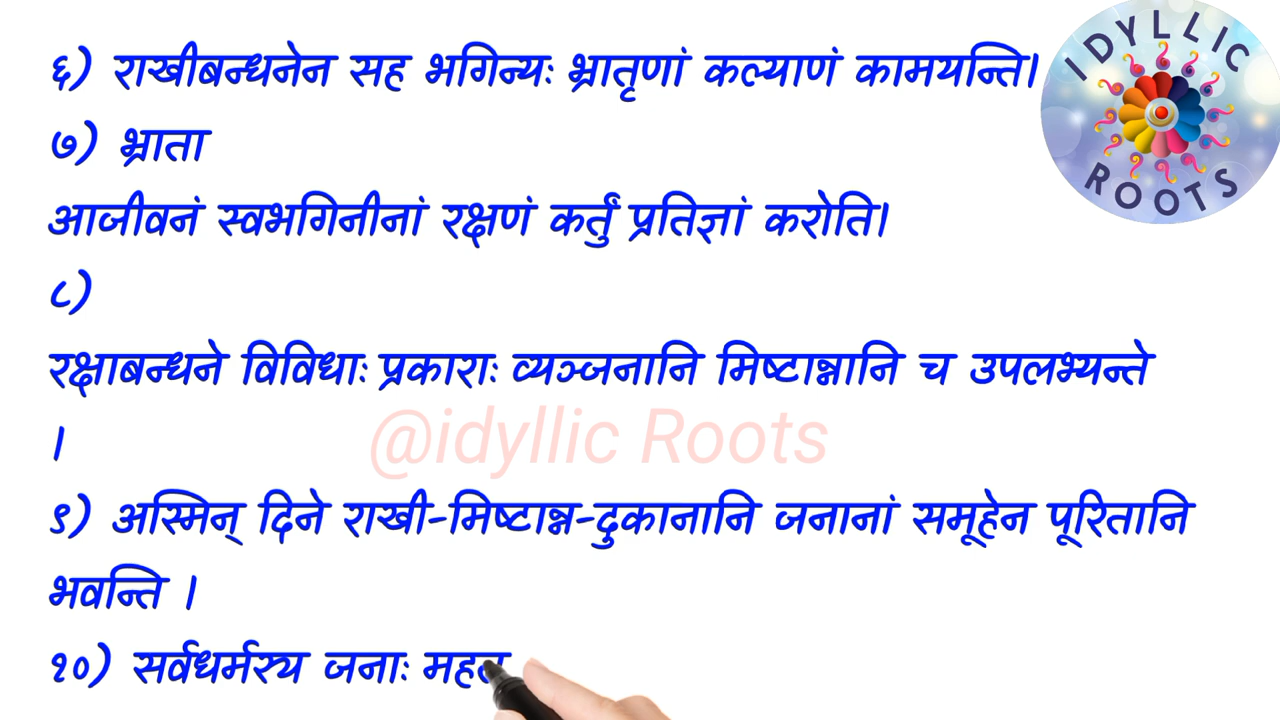 ६) राखीबन्धनेन सह भगिन्यः भ्रातृणां कल्याणं कामयन्ति।
७) भ्राता
आजीवनं स्वभगिनीनां रक्षणं कर्तुं प्रतिज्ञां करोति।
८)
रक्षाबन्धने विविधाः प्रकाराः व्यञ्जनानि मिष्टान्नानि च उपलभ्यन्ते
।
@idyllic Roots
९) अस्मिन् दिने राखी-मिष्टान्न-दुकानानि जनानां समूहेन पूरितानि
भवन्ति ।
१०) सर्वधर्मस्य जनाः
IDYLLIC
ROOTS